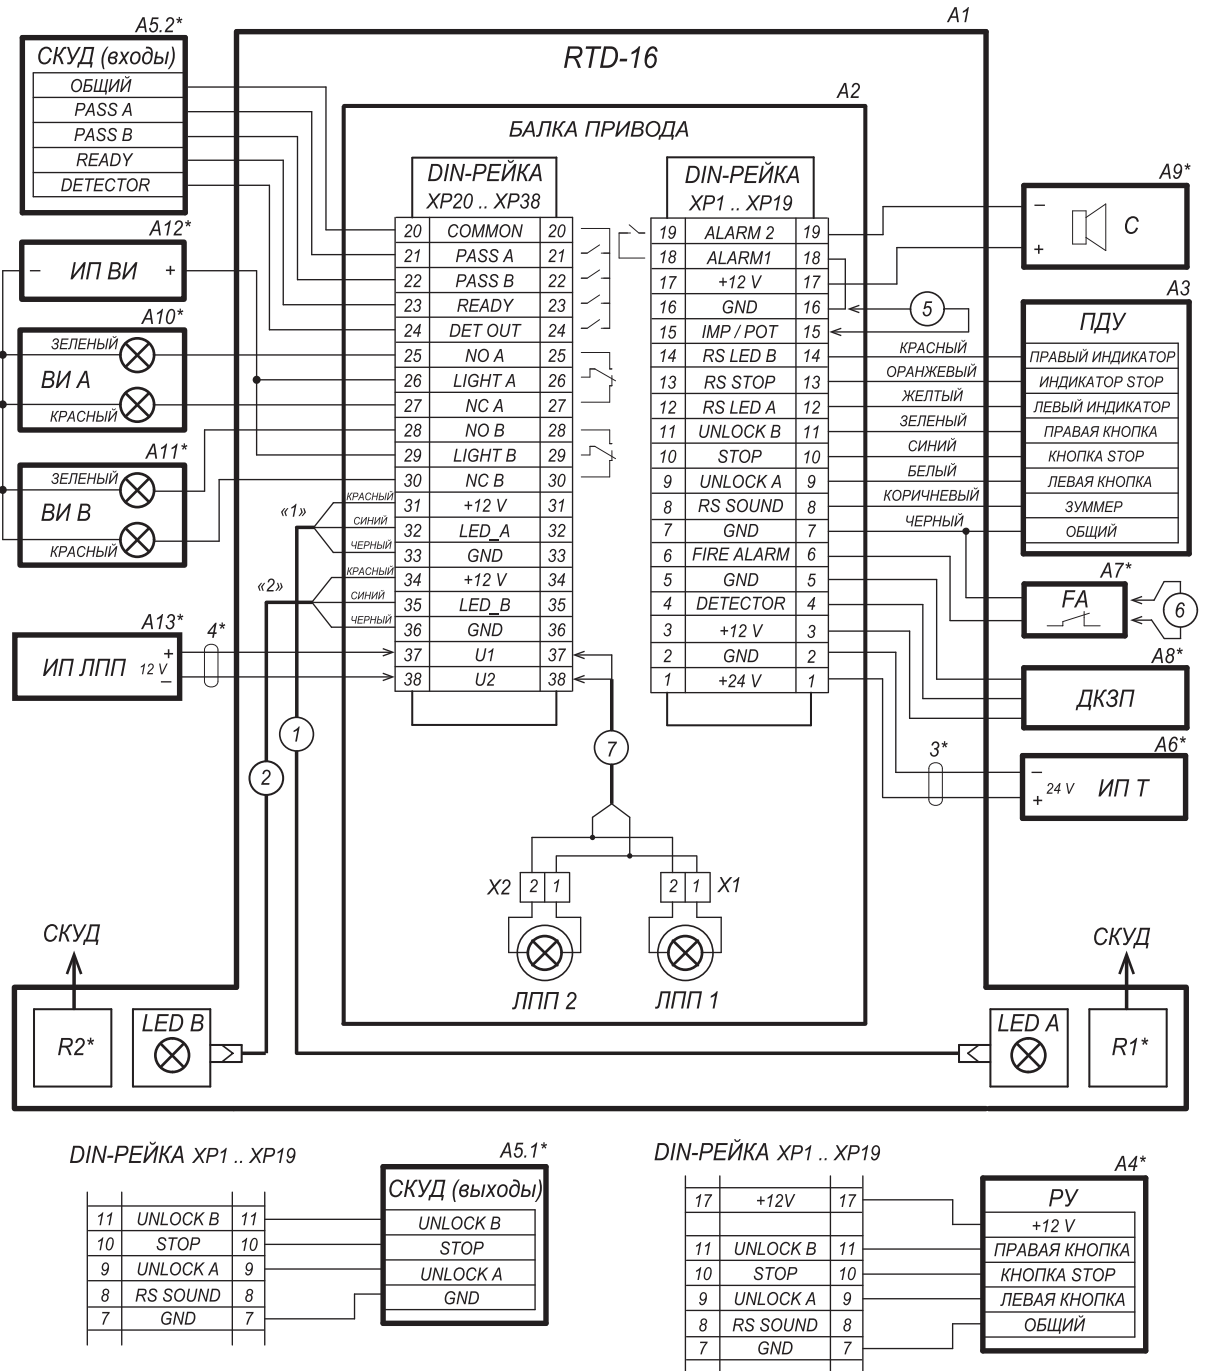 A1
RTD-16
A5.2*
СКУД (входы)
ОБЩИЙ
PASS A
PASS B
READY
DETECTOR
A12*
– ИП ВИ +
A10*
ЗЕЛЕНЫЙ
ВИ A
КРАСНЫЙ
A11*
ЗЕЛЕНЫЙ
ВИ B
КРАСНЫЙ
A13*
ИП ЛПП 12 V + –
4*
A2
БАЛКА ПРИВОДА
DIN-РЕЙКА
XP20 .. XP38
20 COMMON 20
21 PASS A 21
22 PASS B 22
23 READY 23
24 DET OUT 24
25 NO A 25
26 LIGHT A 26
27 NC A 27
28 NO B 28
29 LIGHT B 29
30 NC B 30
31 +12 V 31
32 LED_A 32
33 GND 33
34 +12 V 34
35 LED_B 35
36 GND 36
37 U1 37
38 U2 38
«1»
КРАСНЫЙ
СИНИЙ
ЧЕРНЫЙ
«2»
КРАСНЫЙ
СИНИЙ
ЧЕРНЫЙ
1
2
DIN-РЕЙКА
XP1 .. XP19
19 ALARM 2 19
18 ALARM1 18
17 +12 V 17
16 GND 16
15 IMP / POT 15
14 RS LED B 14
13 RS STOP 13
12 RS LED A 12
11 UNLOCK B 11
10 STOP 10
9 UNLOCK A 9
8 RS SOUND 8
7 GND 7
6 FIRE ALARM 6
5 GND 5
4 DETECTOR 4
3 +12 V 3
2 GND 2
1 +24 V 1
5
КРАСНЫЙ
ОРАНЖЕВЫЙ
ЖЕЛТЫЙ
ЗЕЛЕНЫЙ
СИНИЙ
БЕЛЫЙ
КОРИЧНЕВЫЙ
ЧЕРНЫЙ
A9*
–
+
С
A3
ПДУ
ПРАВЫЙ ИНДИКАТОР
ИНДИКАТОР STOP
ЛЕВЫЙ ИНДИКАТОР
ПРАВАЯ КНОПКА
КНОПКА STOP
ЛЕВАЯ КНОПКА
ЗУММЕР
ОБЩИЙ
A7*
FA
6
A8*
ДКЗП
A6*
3*
– + 24 V ИП Т
7
X2 2 1
2 1 X1
ЛПП 2
ЛПП 1
СКУД
R2*
LED B
LED A
СКУД
R1*
DIN-РЕЙКА XP1 .. XP19
11 UNLOCK B 11
10 STOP 10
9 UNLOCK A 9
8 RS SOUND 8
7 GND 7
A5.1*
СКУД (выходы)
UNLOCK B
STOP
UNLOCK A
GND
DIN-РЕЙКА XP1 .. XP19
17 +12V 17
11 UNLOCK B 11
10 STOP 10
9 UNLOCK A 9
8 RS SOUND 8
7 GND 7
A4*
РУ
+12 V
ПРАВАЯ КНОПКА
КНОПКА STOP
ЛЕВАЯ КНОПКА
ОБЩИЙ